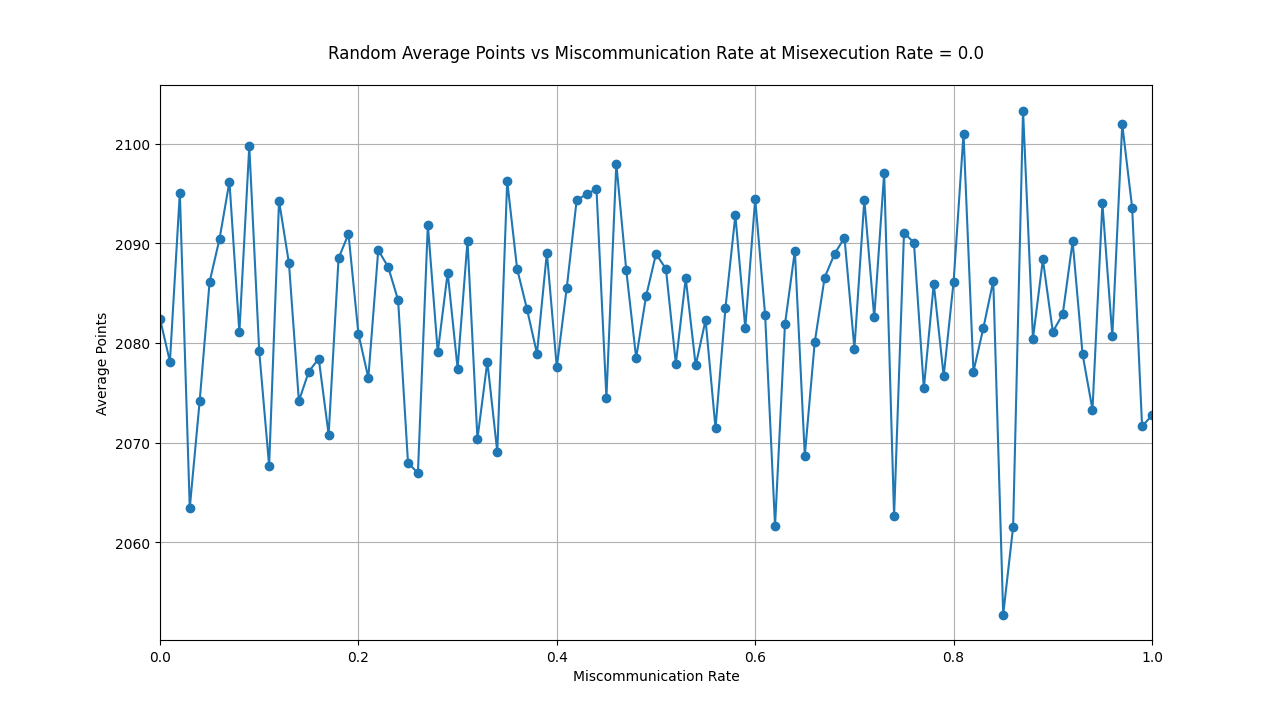 Random Average Points vs Miscommunication Rate at Misexecution Rate = 0.0
Average Points
2100
2090
2080
2070
2060
0.0 0.2 0.4 0.6 0.8 1.0
Miscommunication Rate